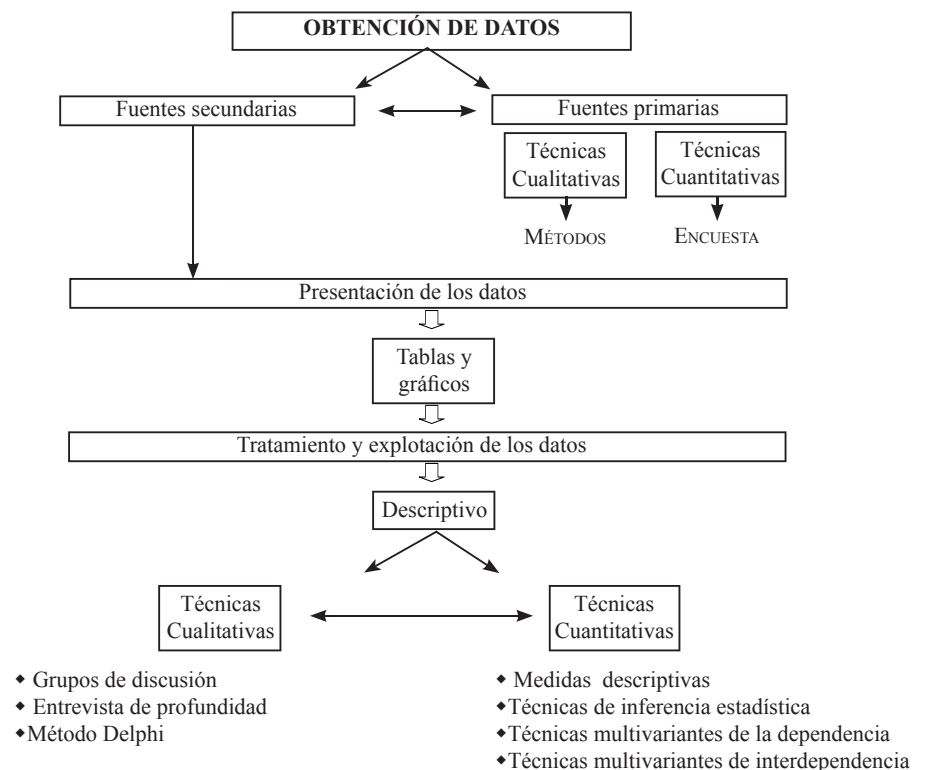 OBTENCIÓN DE DATOS
Fuentes secundarias
Fuentes primarias
Técnicas
Cualitativas
Técnicas
Cuantitativas
MÉTODOS
ENCUESTA
Presentación de los datos
Tablas y
gráficos
Tratamiento y explotación de los datos
Descriptivo
Técnicas
Cualitativas
Técnicas
Cuantitativas
◆ Grupos de discusión
◆ Entrevista de profundidad
◆Método Delphi
◆ Medidas descriptivas
◆Técnicas de inferencia estadística
◆Técnicas multivariantes de la dependencia
◆Técnicas multivariantes de interdependencia